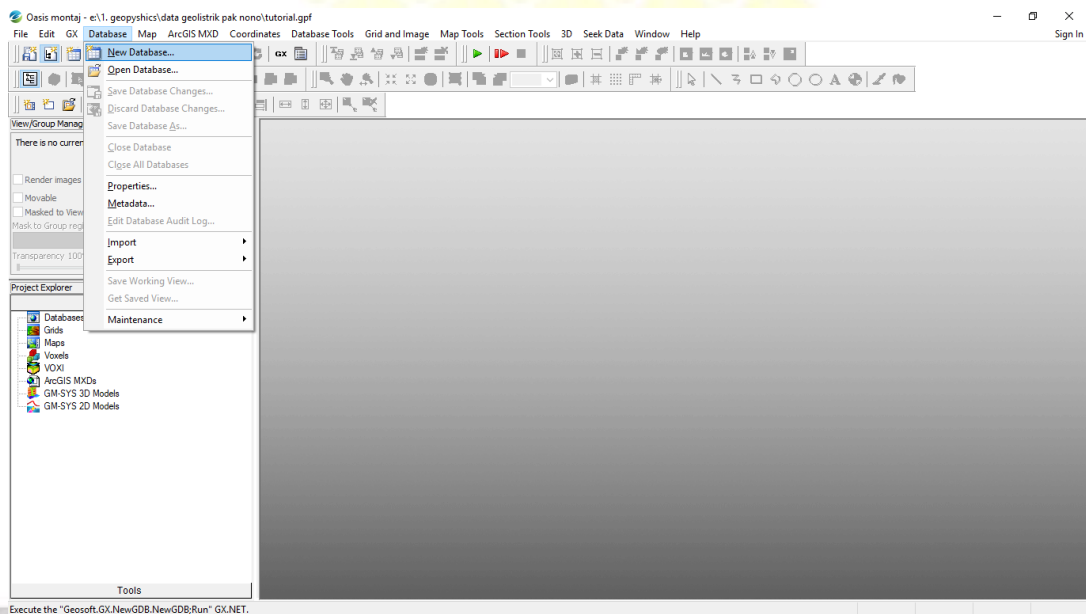 Oasis montaj - e:\1. geopyshics\data geolistrik pak nono\tutorial.gpf
File Edit GX Database Map ArcGIS MXD Coordinates Database Tools Grid and Image Map Tools Section Tools 3D Seek Data Window Help Sign In
GX
New Database...
Open Database...
Save Database Changes...
Discard Database Changes...
Save Database As...
Close Database
Close All Databases
Properties...
Metadata...
Edit Database Audit Log...
Import
Export
Save Working View...
Get Saved View...
Maintenance
View/Group Manag
There is no curren
Render images
Movable
Masked to View
Mask to Group regi
Transparency 100
Project Explorer
Databases
Grids
Maps
Voxels
VOXI
ArcGIS MXDs
GM-SYS 3D Models
GM-SYS 2D Models
Tools
Execute the "Geosoft.GX.NewGDB.NewGDB;Run" GX.NET.